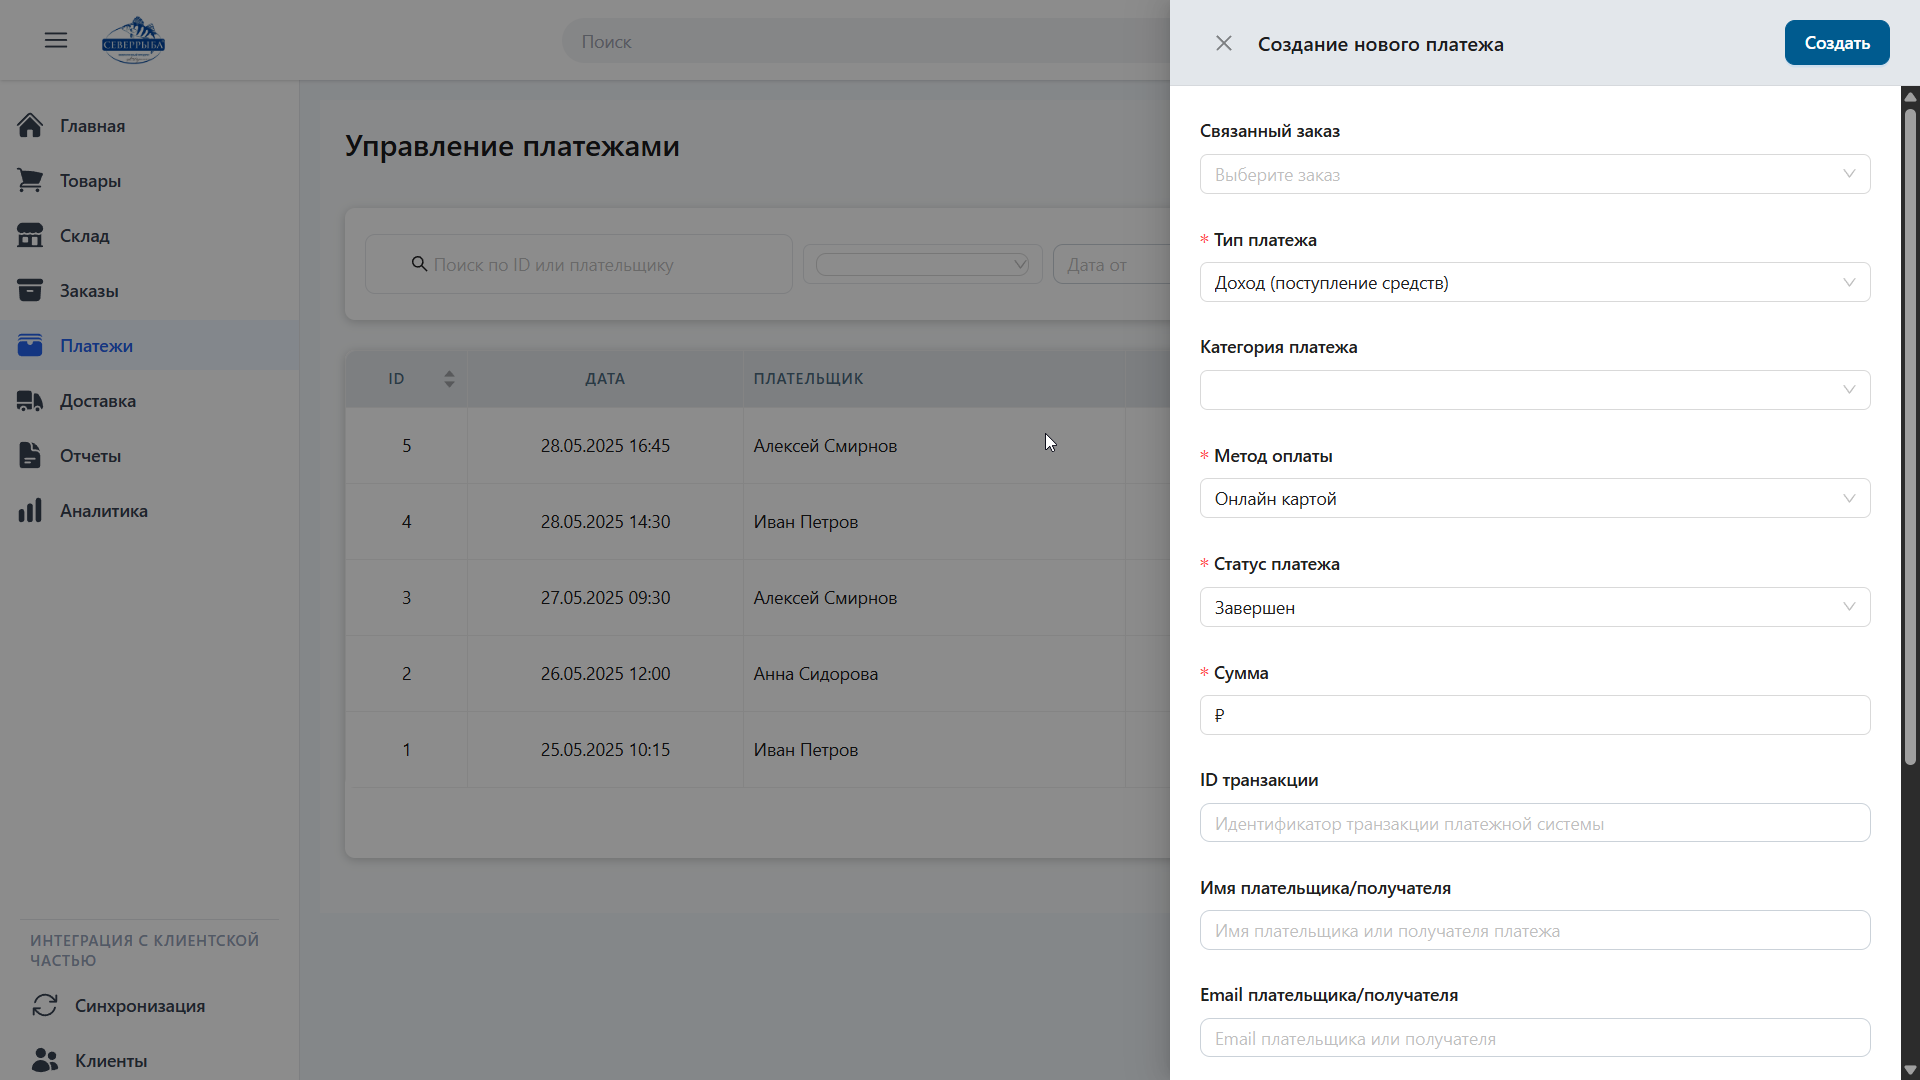 СЕВЕРРЫБА
Поиск
Главная
Товары
Склад
Заказы
Платежи
Доставка
Отчеты
Аналитика
ИНТЕГРАЦИЯ С КЛИЕНТСКОЙ
ЧАСТЬЮ
Синхронизация
Клиенты
Управление платежами
Поиск по ID или плательщику
Дата от
ID ДАТА ПЛАТЕЛЬЩИК
5 28.05.2025 16:45 Алексей Смирнов
4 28.05.2025 14:30 Иван Петров
3 27.05.2025 09:30 Алексей Смирнов
2 26.05.2025 12:00 Анна Сидорова
1 25.05.2025 10:15 Иван Петров
Создание нового платежа
Создать
Связанный заказ
Выберите заказ
* Тип платежа
Доход (поступление средств)
Категория платежа
* Метод оплаты
Онлайн картой
* Статус платежа
Завершен
* Сумма
₽
ID транзакции
Идентификатор транзакции платежной системы
Имя плательщика/получателя
Имя плательщика или получателя платежа
Email плательщика/получателя
Email плательщика или получателя